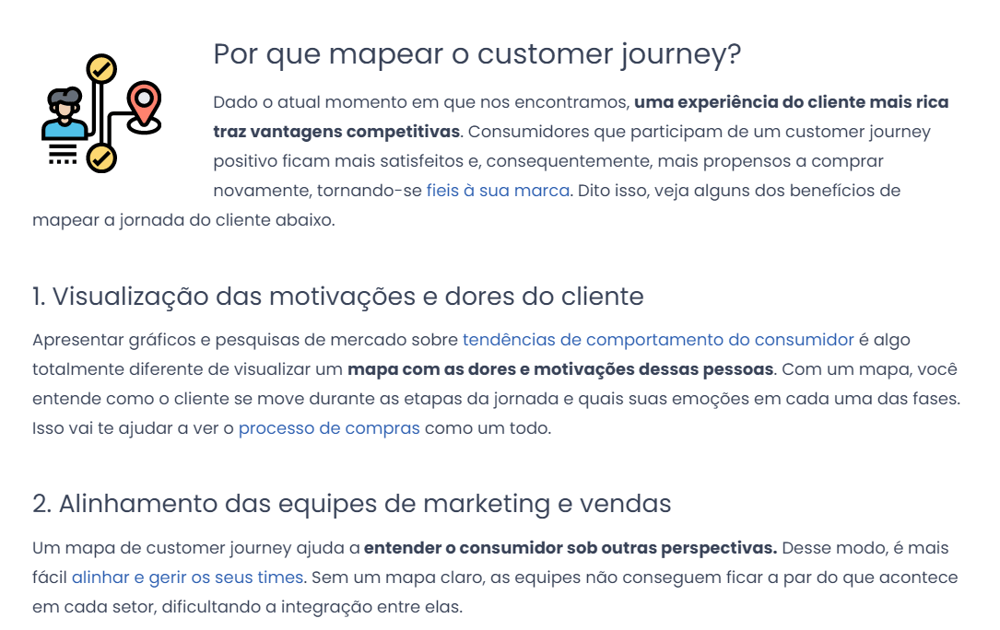 Por que mapear o customer journey?
Dado o atual momento em que nos encontramos, uma experiência do cliente mais rica
traz vantagens competitivas. Consumidores que participam de um customer journey
positivo ficam mais satisfeitos e, consequentemente, mais propensos a comprar
novamente, tornando-se fieis à sua marca. Dito isso, veja alguns dos benefícios de
mapear a jornada do cliente abaixo.
1. Visualização das motivações e dores do cliente
Apresentar gráficos e pesquisas de mercado sobre tendências de comportamento do consumidor é algo
totalmente diferente de visualizar um mapa com as dores e motivações dessas pessoas. Com um mapa, você
entende como o cliente se move durante as etapas da jornada e quais suas emoções em cada uma das fases.
Isso vai te ajudar a ver o processo de compras como um todo.
2. Alinhamento das equipes de marketing e vendas
Um mapa de customer journey ajuda a entender o consumidor sob outras perspectivas. Desse modo, é mais
fácil alinhar e gerir os seus times. Sem um mapa claro, as equipes não conseguem ficar a par do que acontece
em cada setor, dificultando a integração entre elas.